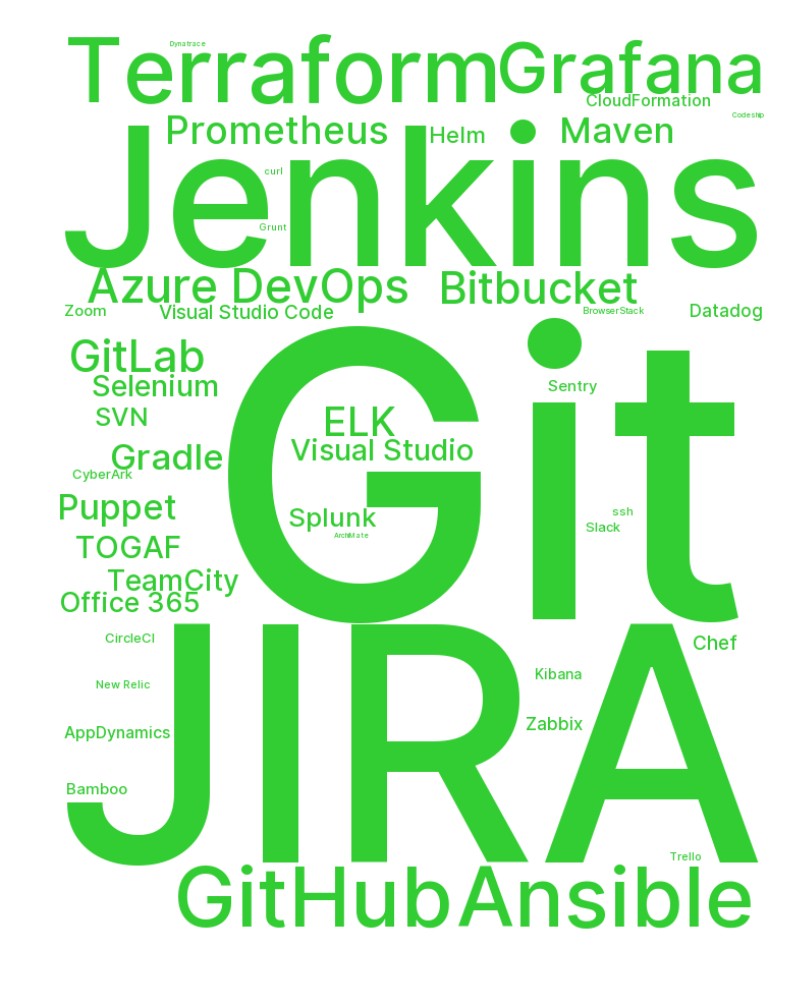 Dynatrace
Terraform
Grafana
CloudFormation
Codeship
Prometheus
Helm
Maven
Jenkins
curl
Grunt
Azure DevOps
Bitbucket
Zoom
Visual Studio Code
BrowserStack
Datadog
GitLab
Selenium
SVN
Git
Sentry
ELK
Visual Studio
Gradle
CyberArk
Puppet
Splunk
ArchiMate
ssh
Slack
TOGAF
TeamCity
Office 365
CircleCI
JIRA
Chef
New Relic
Kibana
Zabbix
AppDynamics
Bamboo
Trello
GitHub
Ansible